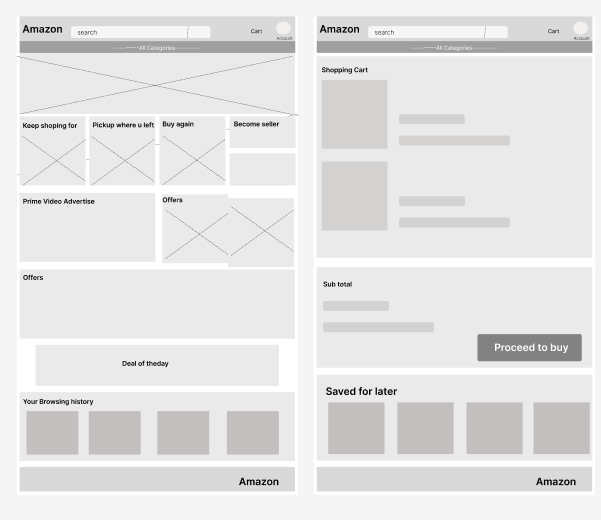 Amazon
search
Cart
Account
All Categories
Keep shoping for
Pickup where u left
Buy again
Become seller
Prime Video Advertise
Offers
Offers
Deal of theday
Your Browsing history
Amazon
Amazon
search
Cart
Account
All Categories
Shopping Cart
Sub total
Proceed to buy
Saved for later
Amazon